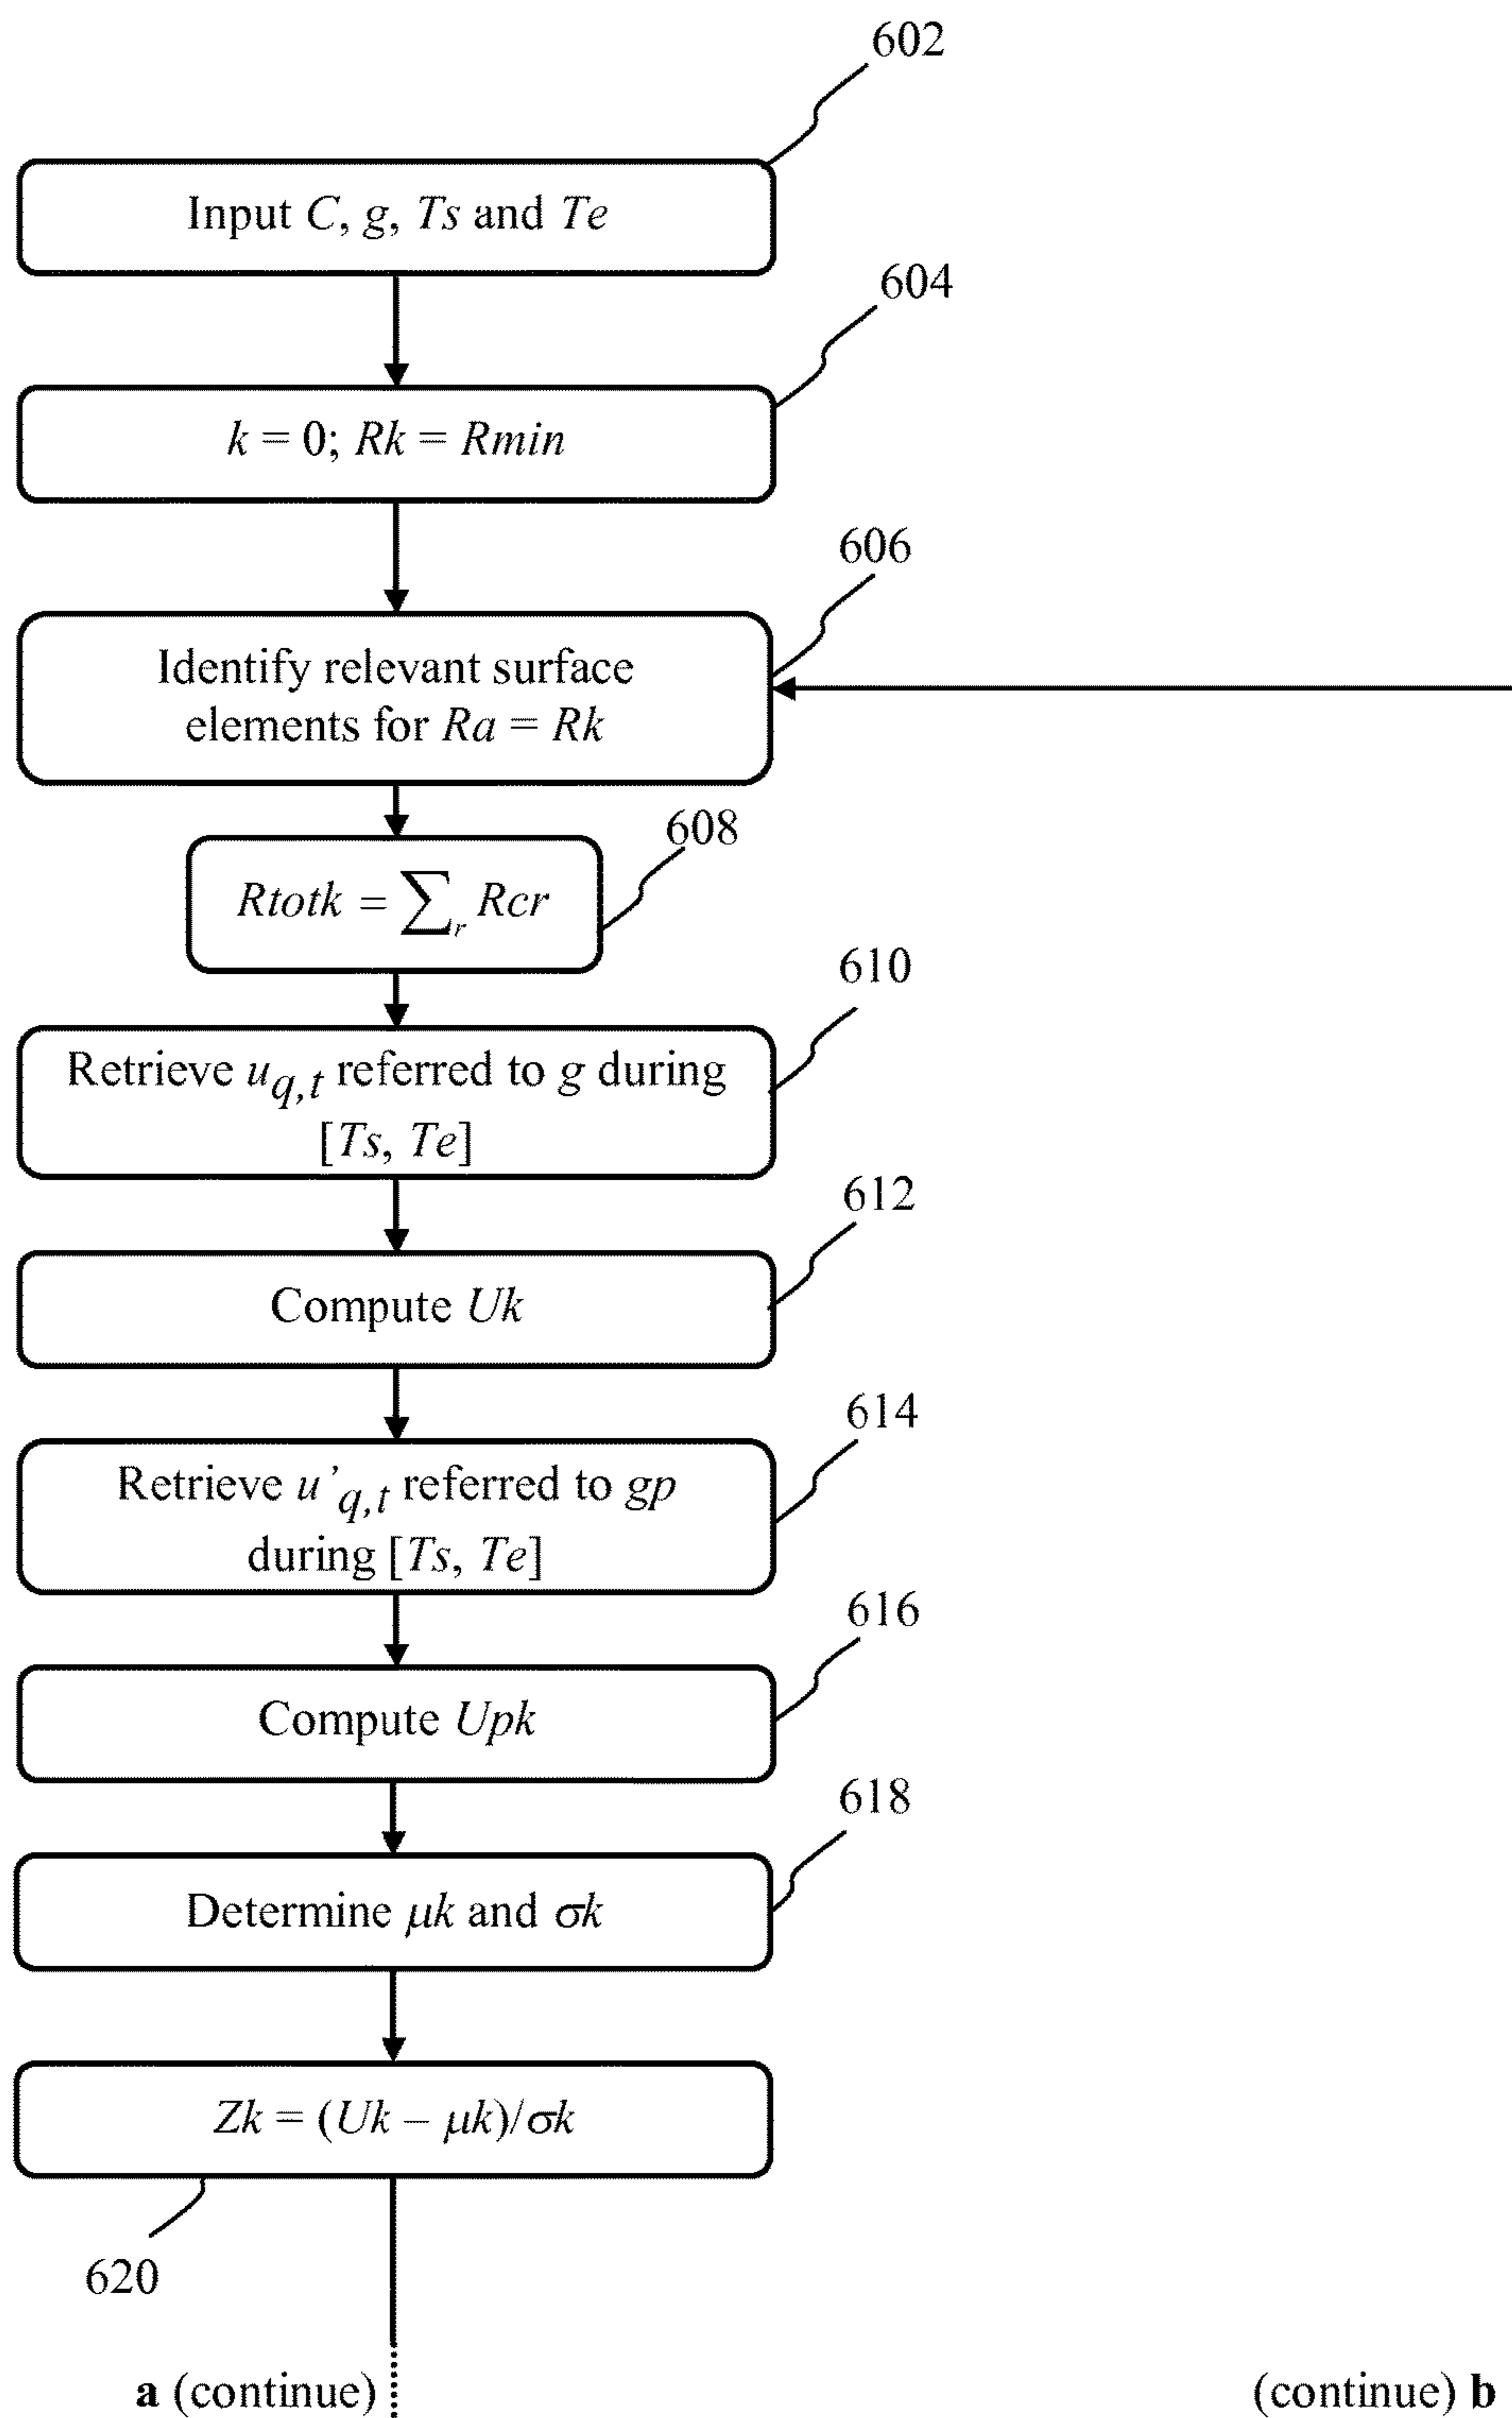 602
Input C, g, Ts and Te
604
k = 0; Rk = Rmin
606
Identify relevant surface
elements for Ra = Rk
608
Rtotk = ∑r Rcr
610
Retrieve uq,t referred to g during
[Ts, Te]
612
Compute Uk
614
Retrieve u’q,t referred to gp
during [Ts, Te]
616
Compute Upk
618
Determine μk and σk
Zk = (Uk – μk)/σk
620
a (continue)
(continue) b